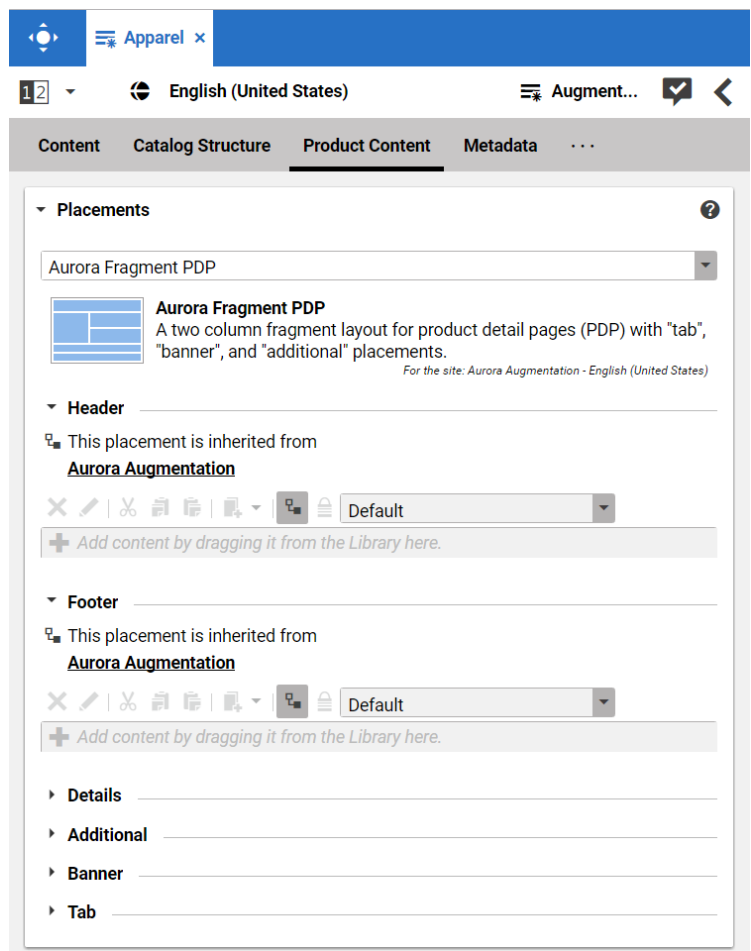 Apparel ×
12
English (United States)
Augment...
Content Catalog Structure Product Content Metadata ...
Placements
Aurora Fragment PDP
Aurora Fragment PDP
A two column fragment layout for product detail pages (PDP) with "tab",
"banner", and "additional" placements.
For the site: Aurora Augmentation - English (United States)
Header
This placement is inherited from
Aurora Augmentation
Default
Add content by dragging it from the Library here.
Footer
This placement is inherited from
Aurora Augmentation
Default
Add content by dragging it from the Library here.
Details
Additional
Banner
Tab